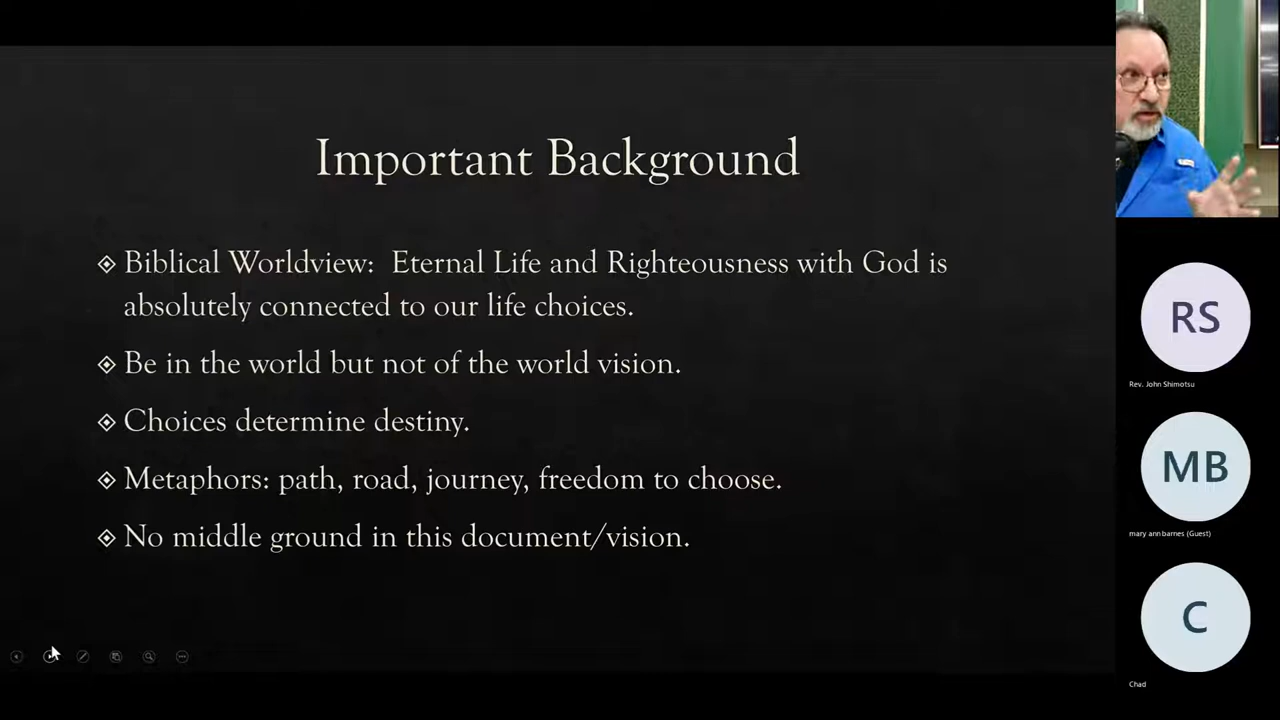 Important Background
Biblical Worldview: Eternal Life and Righteousness with God is
absolutely connected to our life choices.
Be in the world but not of the world vision.
Choices determine destiny.
Metaphors: path, road, journey, freedom to choose.
No middle ground in this document/vision.
RS
Rev. John Shimotsu
MB
mary ann barnes (Guest)
C
Chad